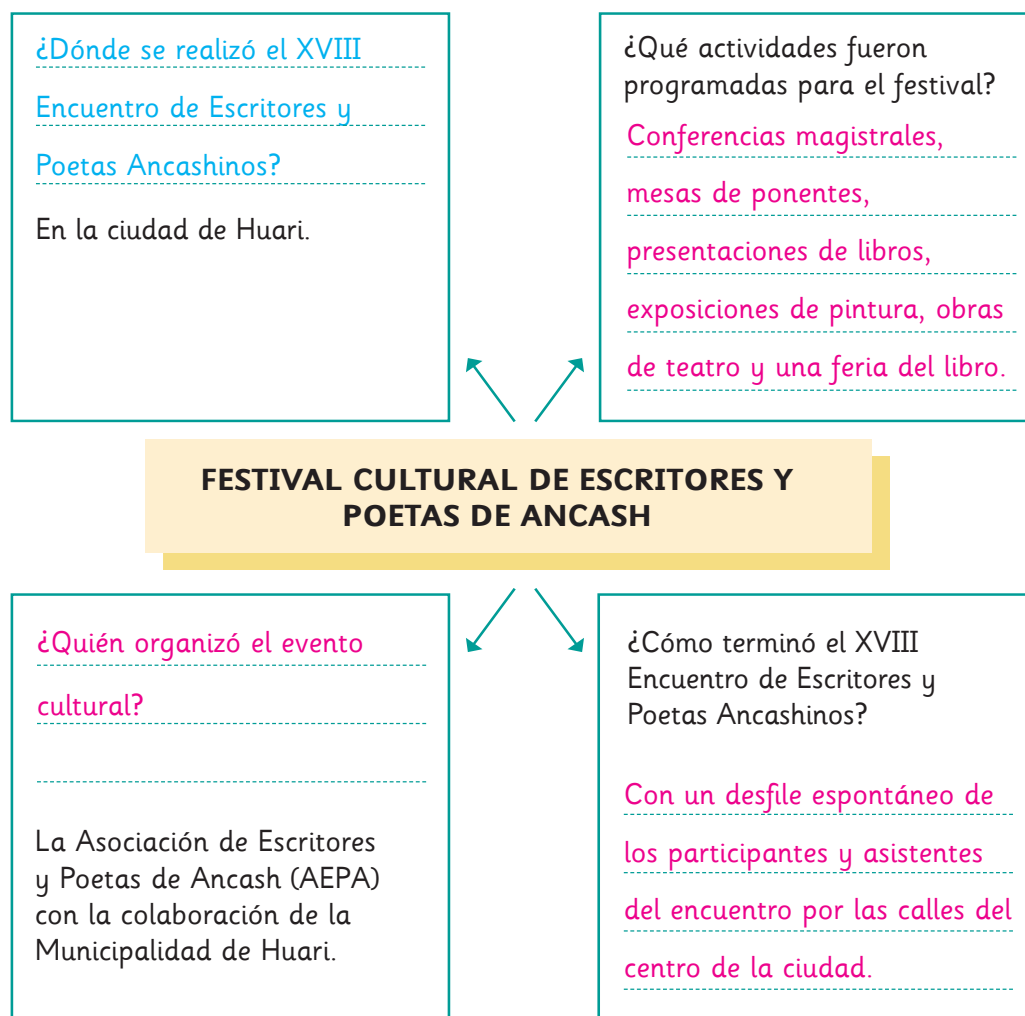 ¿Dónde se realizó el XVIII
Encuentro de Escritores y
Poetas Ancashinos?
En la ciudad de Huari.
¿Qué actividades fueron
programadas para el festival?
Conferencias magistrales,
mesas de ponentes,
presentaciones de libros,
exposiciones de pintura, obras
de teatro y una feria del libro.
FESTIVAL CULTURAL DE ESCRITORES Y
POETAS DE ANCASH
¿Quién organizó el evento
cultural?
La Asociación de Escritores
y Poetas de Ancash (AEPA)
con la colaboración de la
Municipalidad de Huari.
¿Cómo terminó el XVIII
Encuentro de Escritores y
Poetas Ancashinos?
Con un desfile espontáneo de
los participantes y asistentes
del encuentro por las calles del
centro de la ciudad.